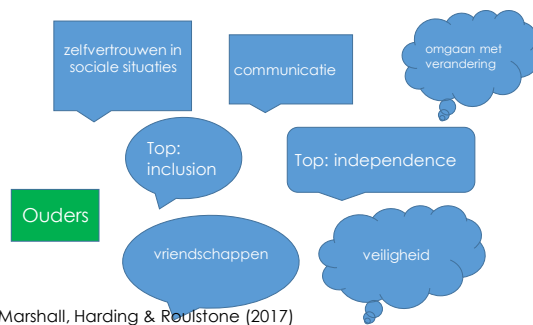 zelfvertrouwen in
sociale situaties
communicatie
omgaan met
verandering
Top:
inclusion
Top: independence
Ouders
vriendschappen
veiligheid
Marshall, Harding & Roulstone (2017)